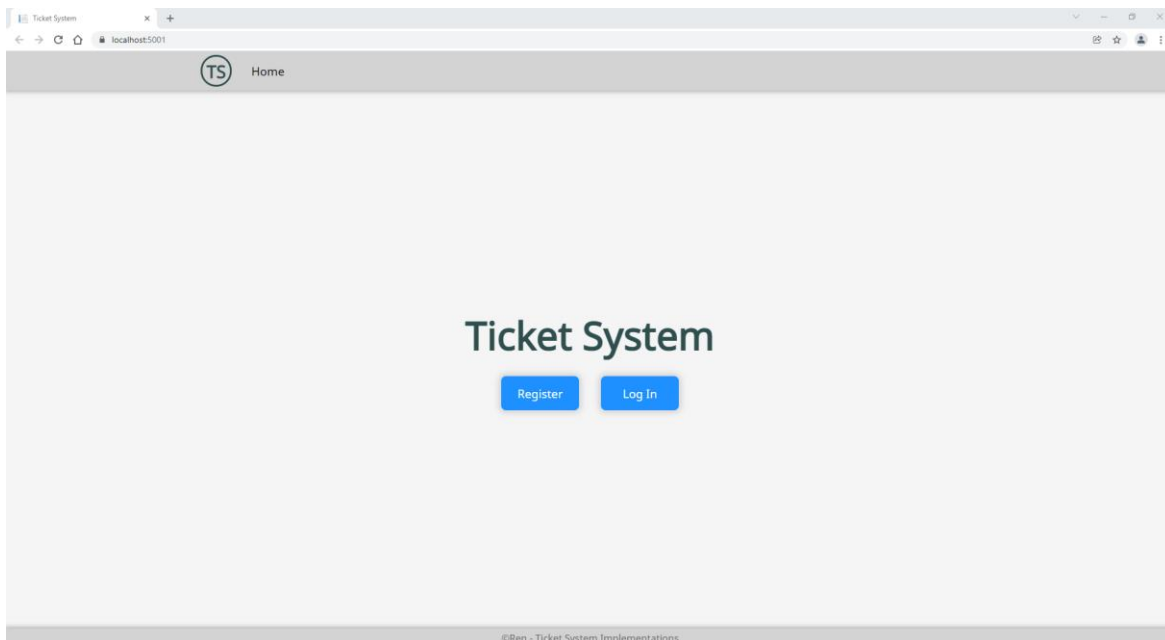 Ticket System
localhost:5001
TS Home
Ticket System
Register Log In
©Ren - Ticket System Implementations